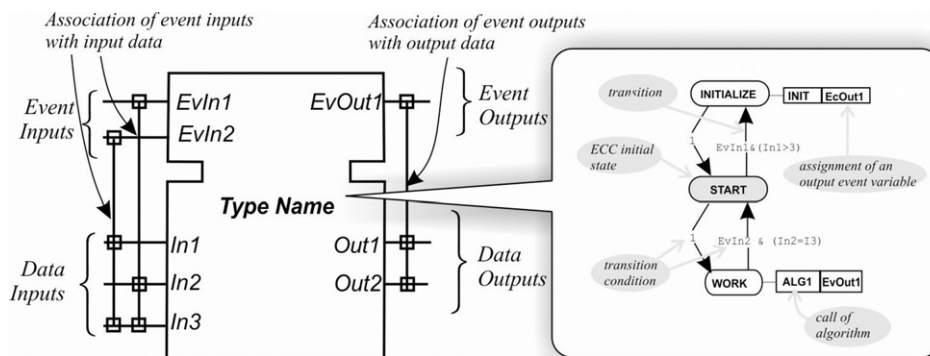 Association of event inputs
with input data
Association of event outputs
with output data
Event
Inputs
EvIn1
EvIn2
EvOut1
Event
Outputs
Type Name
Data
Inputs
In1
In2
In3
Out1
Out2
Data
Outputs
transition
INITIALIZE
INIT
EcOut1
1
EvIn1&(In1>3)
ECC initial
state
assignment of an
output event variable
START
1
EvIn2 & (In2=I3)
transition
condition
WORK
ALG1
EvOut1
call of
algorithm